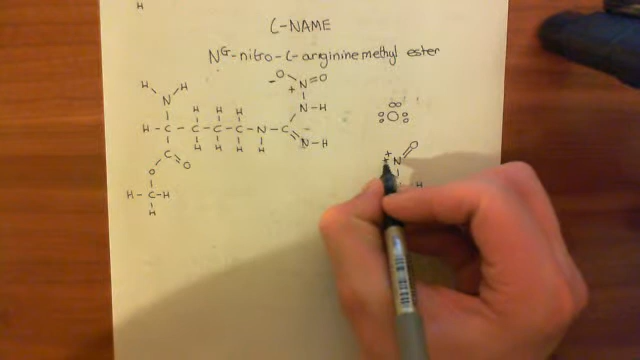 H
L-NAME
Nᴳ-nitro-L-arginine methyl ester
- O N = O
+
H H N
N - H
H H H
H - C - C - C - C - N - C
H H H H
N - H
C O
O
H - C - H
H
O
O
+ N
H